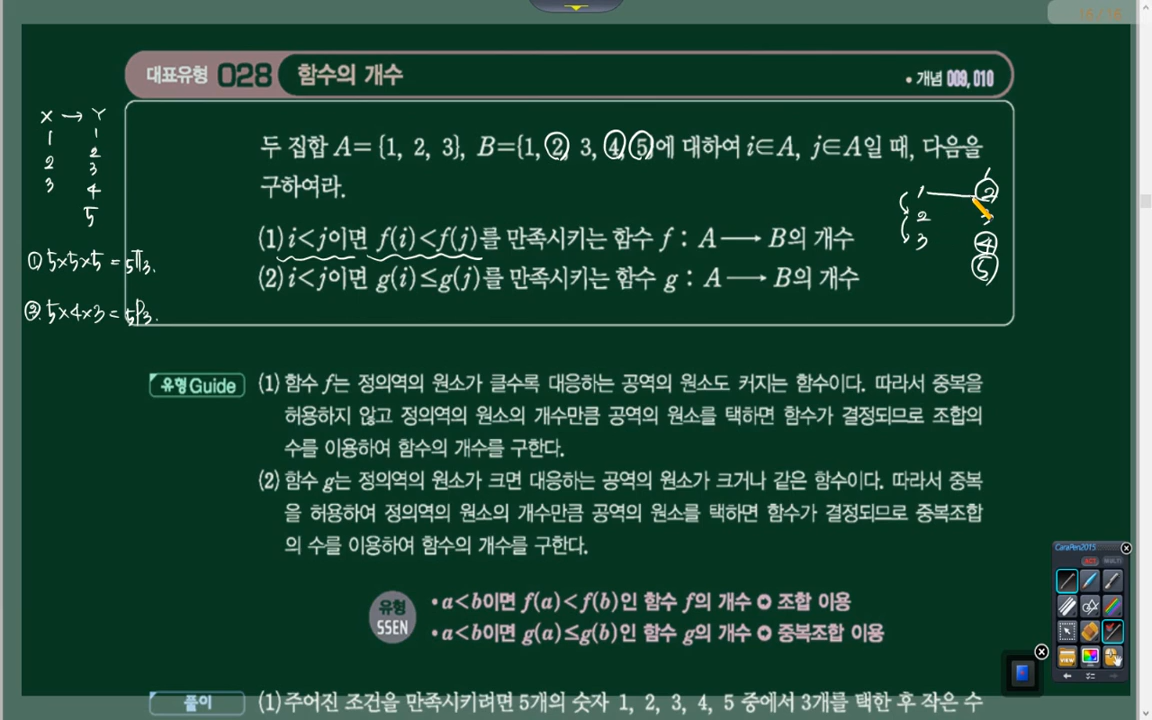 대표유형 028 함수의 개수
• 개념 009, 010
두 집합 A={1, 2, 3}, B={1, 2, 3, 4, 5}에 대하여 i∈A, j∈A일 때, 다음을
구하여라.
(1) i<j이면 f(i)<f(j)를 만족시키는 함수 f : A ⟶ B의 개수
(2) i<j이면 g(i)≤g(j)를 만족시키는 함수 g : A ⟶ B의 개수
X → Y
1 1
2 2
3 3
4
5
① 5×5×5 = ₅Π₃.
② 5×4×3 = ₅P₃.
1
1 2
2
3 4
5
유형Guide (1) 함수 f는 정의역의 원소가 클수록 대응하는 공역의 원소도 커지는 함수이다. 따라서 중복을
허용하지 않고 정의역의 원소의 개수만큼 공역의 원소를 택하면 함수가 결정되므로 조합의
수를 이용하여 함수의 개수를 구한다.
(2) 함수 g는 정의역의 원소가 크면 대응하는 공역의 원소가 크거나 같은 함수이다. 따라서 중복
을 허용하여 정의역의 원소의 개수만큼 공역의 원소를 택하면 함수가 결정되므로 중복조합
의 수를 이용하여 함수의 개수를 구한다.
유형
SSEN
• a<b이면 f(a)<f(b)인 함수 f의 개수 ➲ 조합 이용
• a<b이면 g(a)≤g(b)인 함수 g의 개수 ➲ 중복조합 이용
풀이 (1) 주어진 조건을 만족시키려면 5개의 숫자 1, 2, 3, 4, 5 중에서 3개를 택한 후 작은 수
CaraPen2015
VIEW